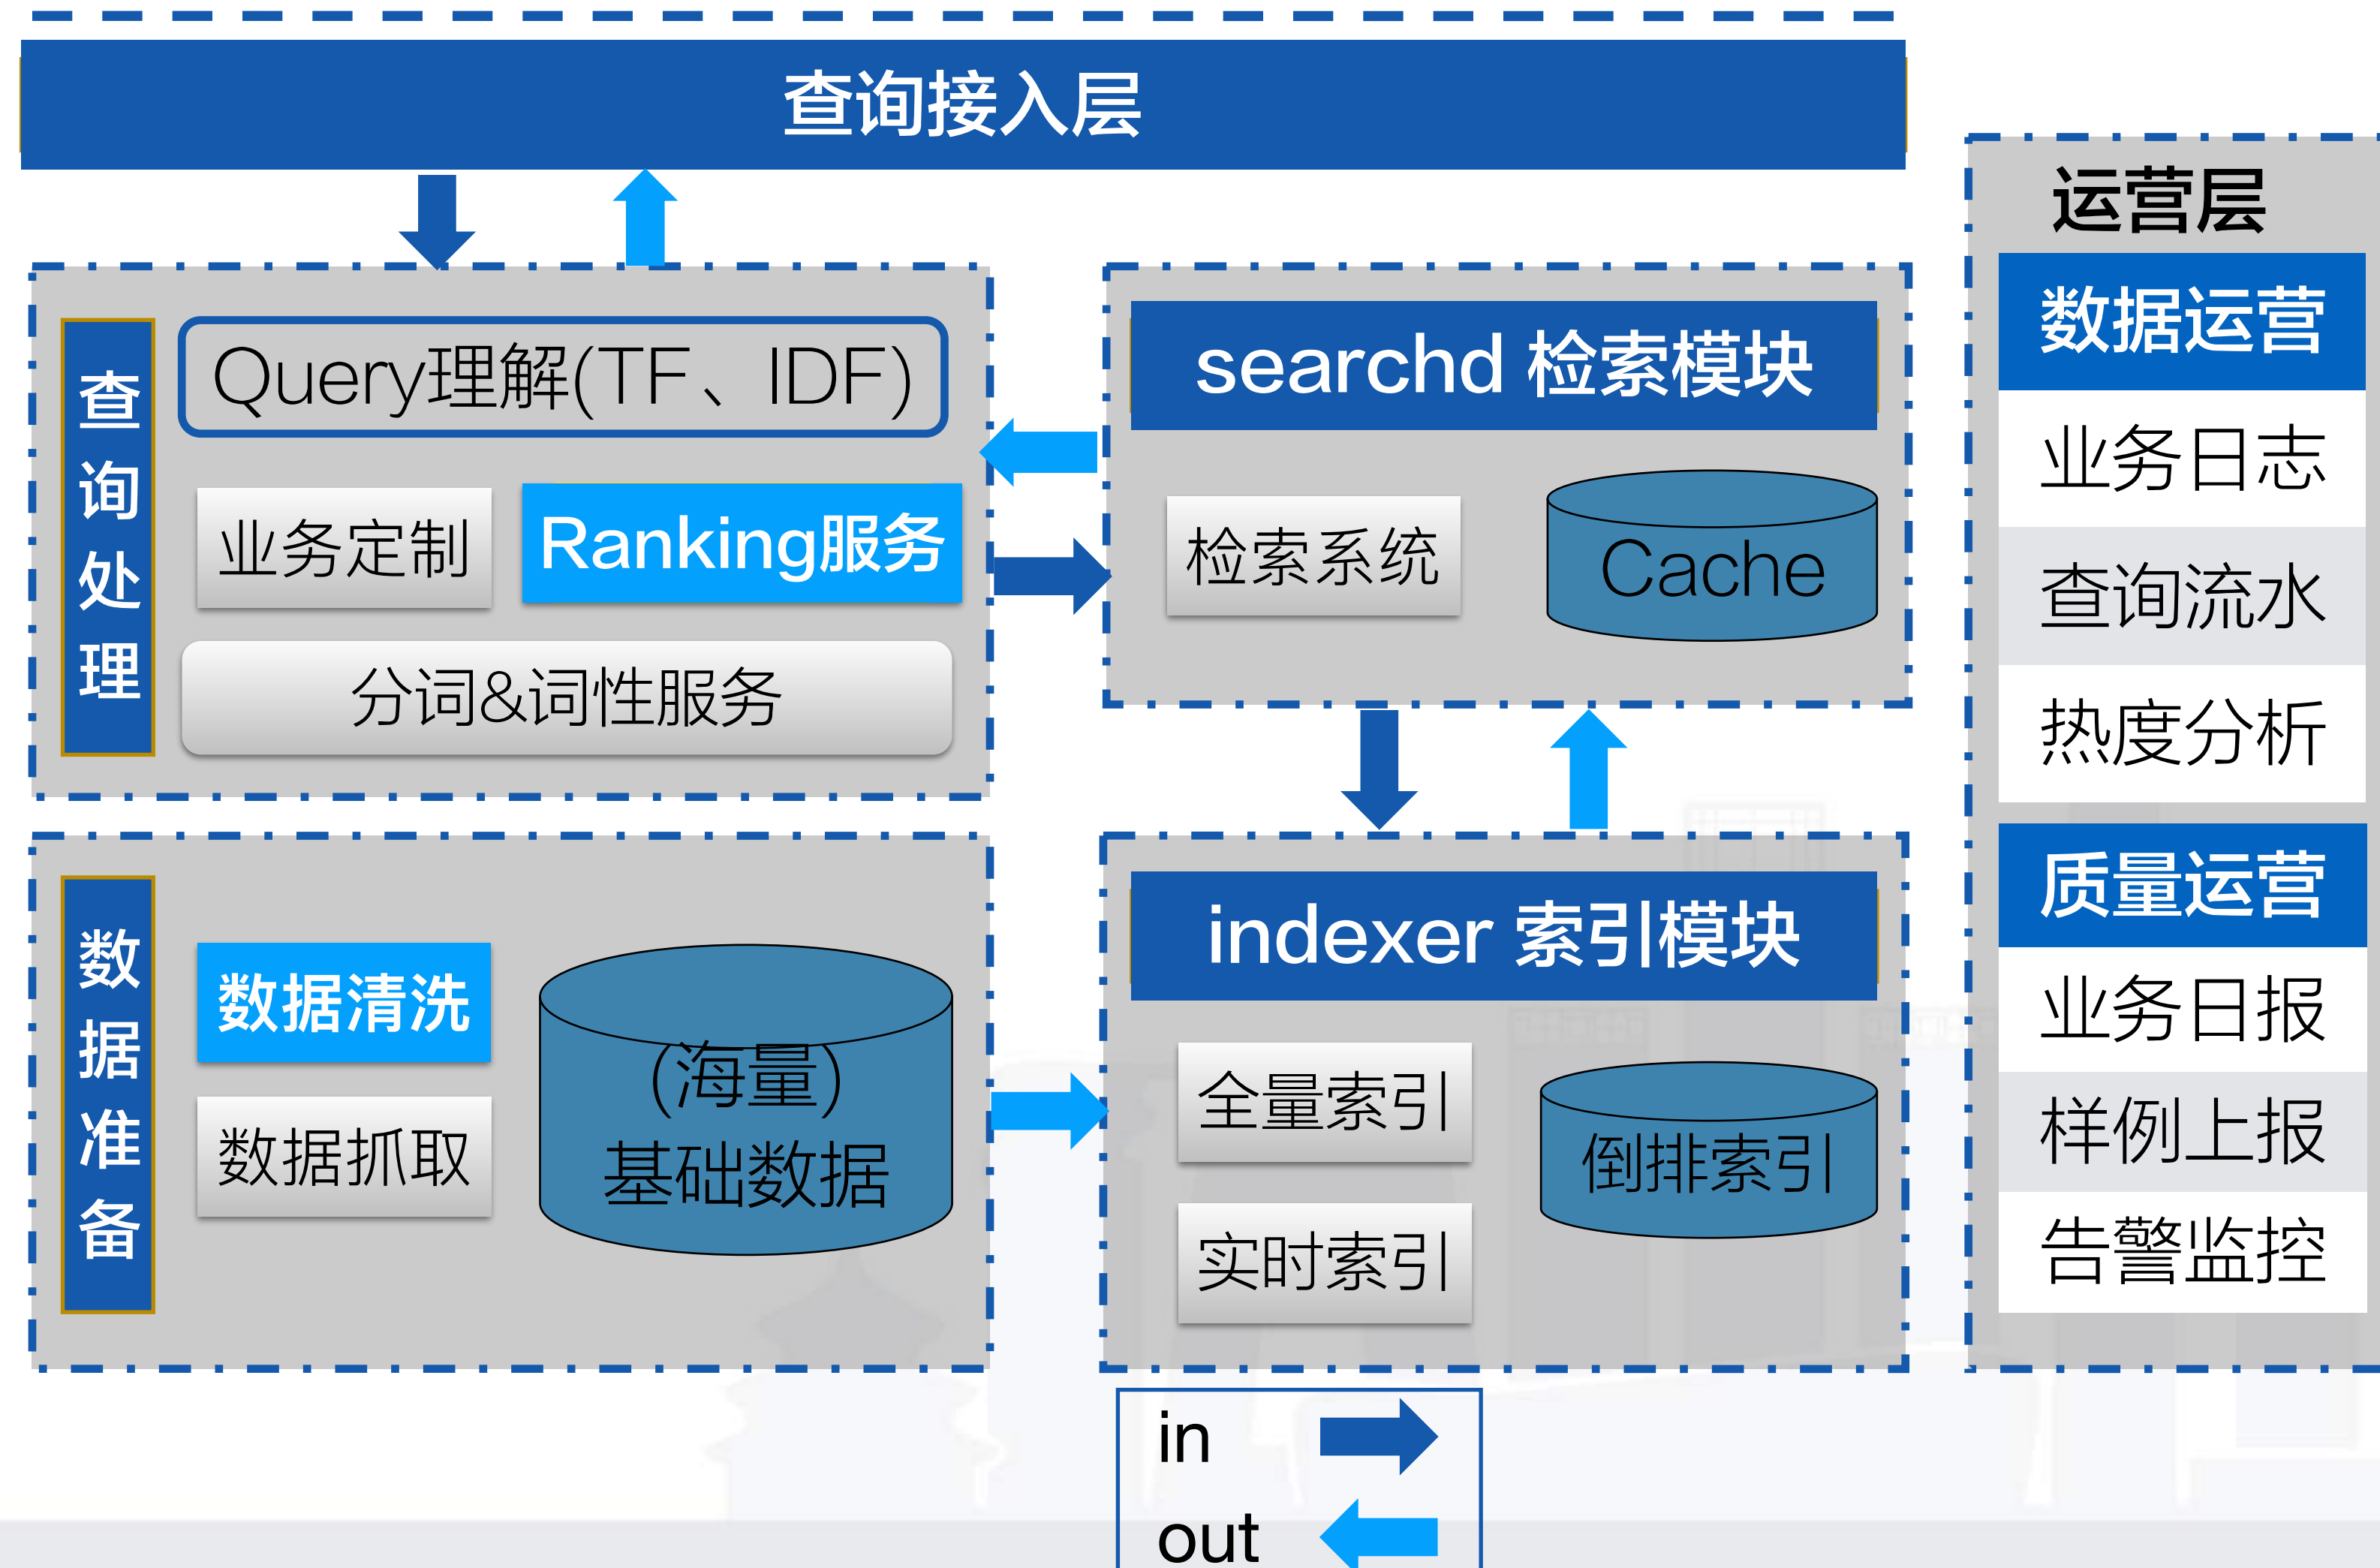 查询接入层
查询处理
Query理解(TF、IDF)
业务定制
Ranking服务
分词&词性服务
searchd 检索模块
检索系统
Cache
数据准备
数据清洗
数据抓取
(海量)
基础数据
indexer 索引模块
全量索引
实时索引
倒排索引
运营层
数据运营
业务日志
查询流水
热度分析
质量运营
业务日报
样例上报
告警监控
in
out